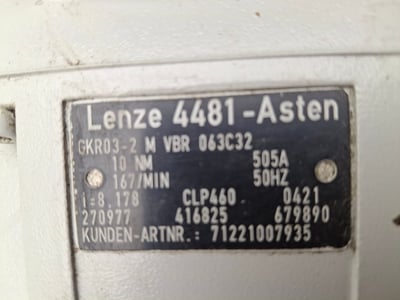 Lenze 4481-Asten
GKR03-2 M VBR 063C32
10 NM 505A
167/MIN 50HZ
i=8.178 CLP460 0421
270977 416825 679890
KUNDEN-ARTNR.: 71221007935